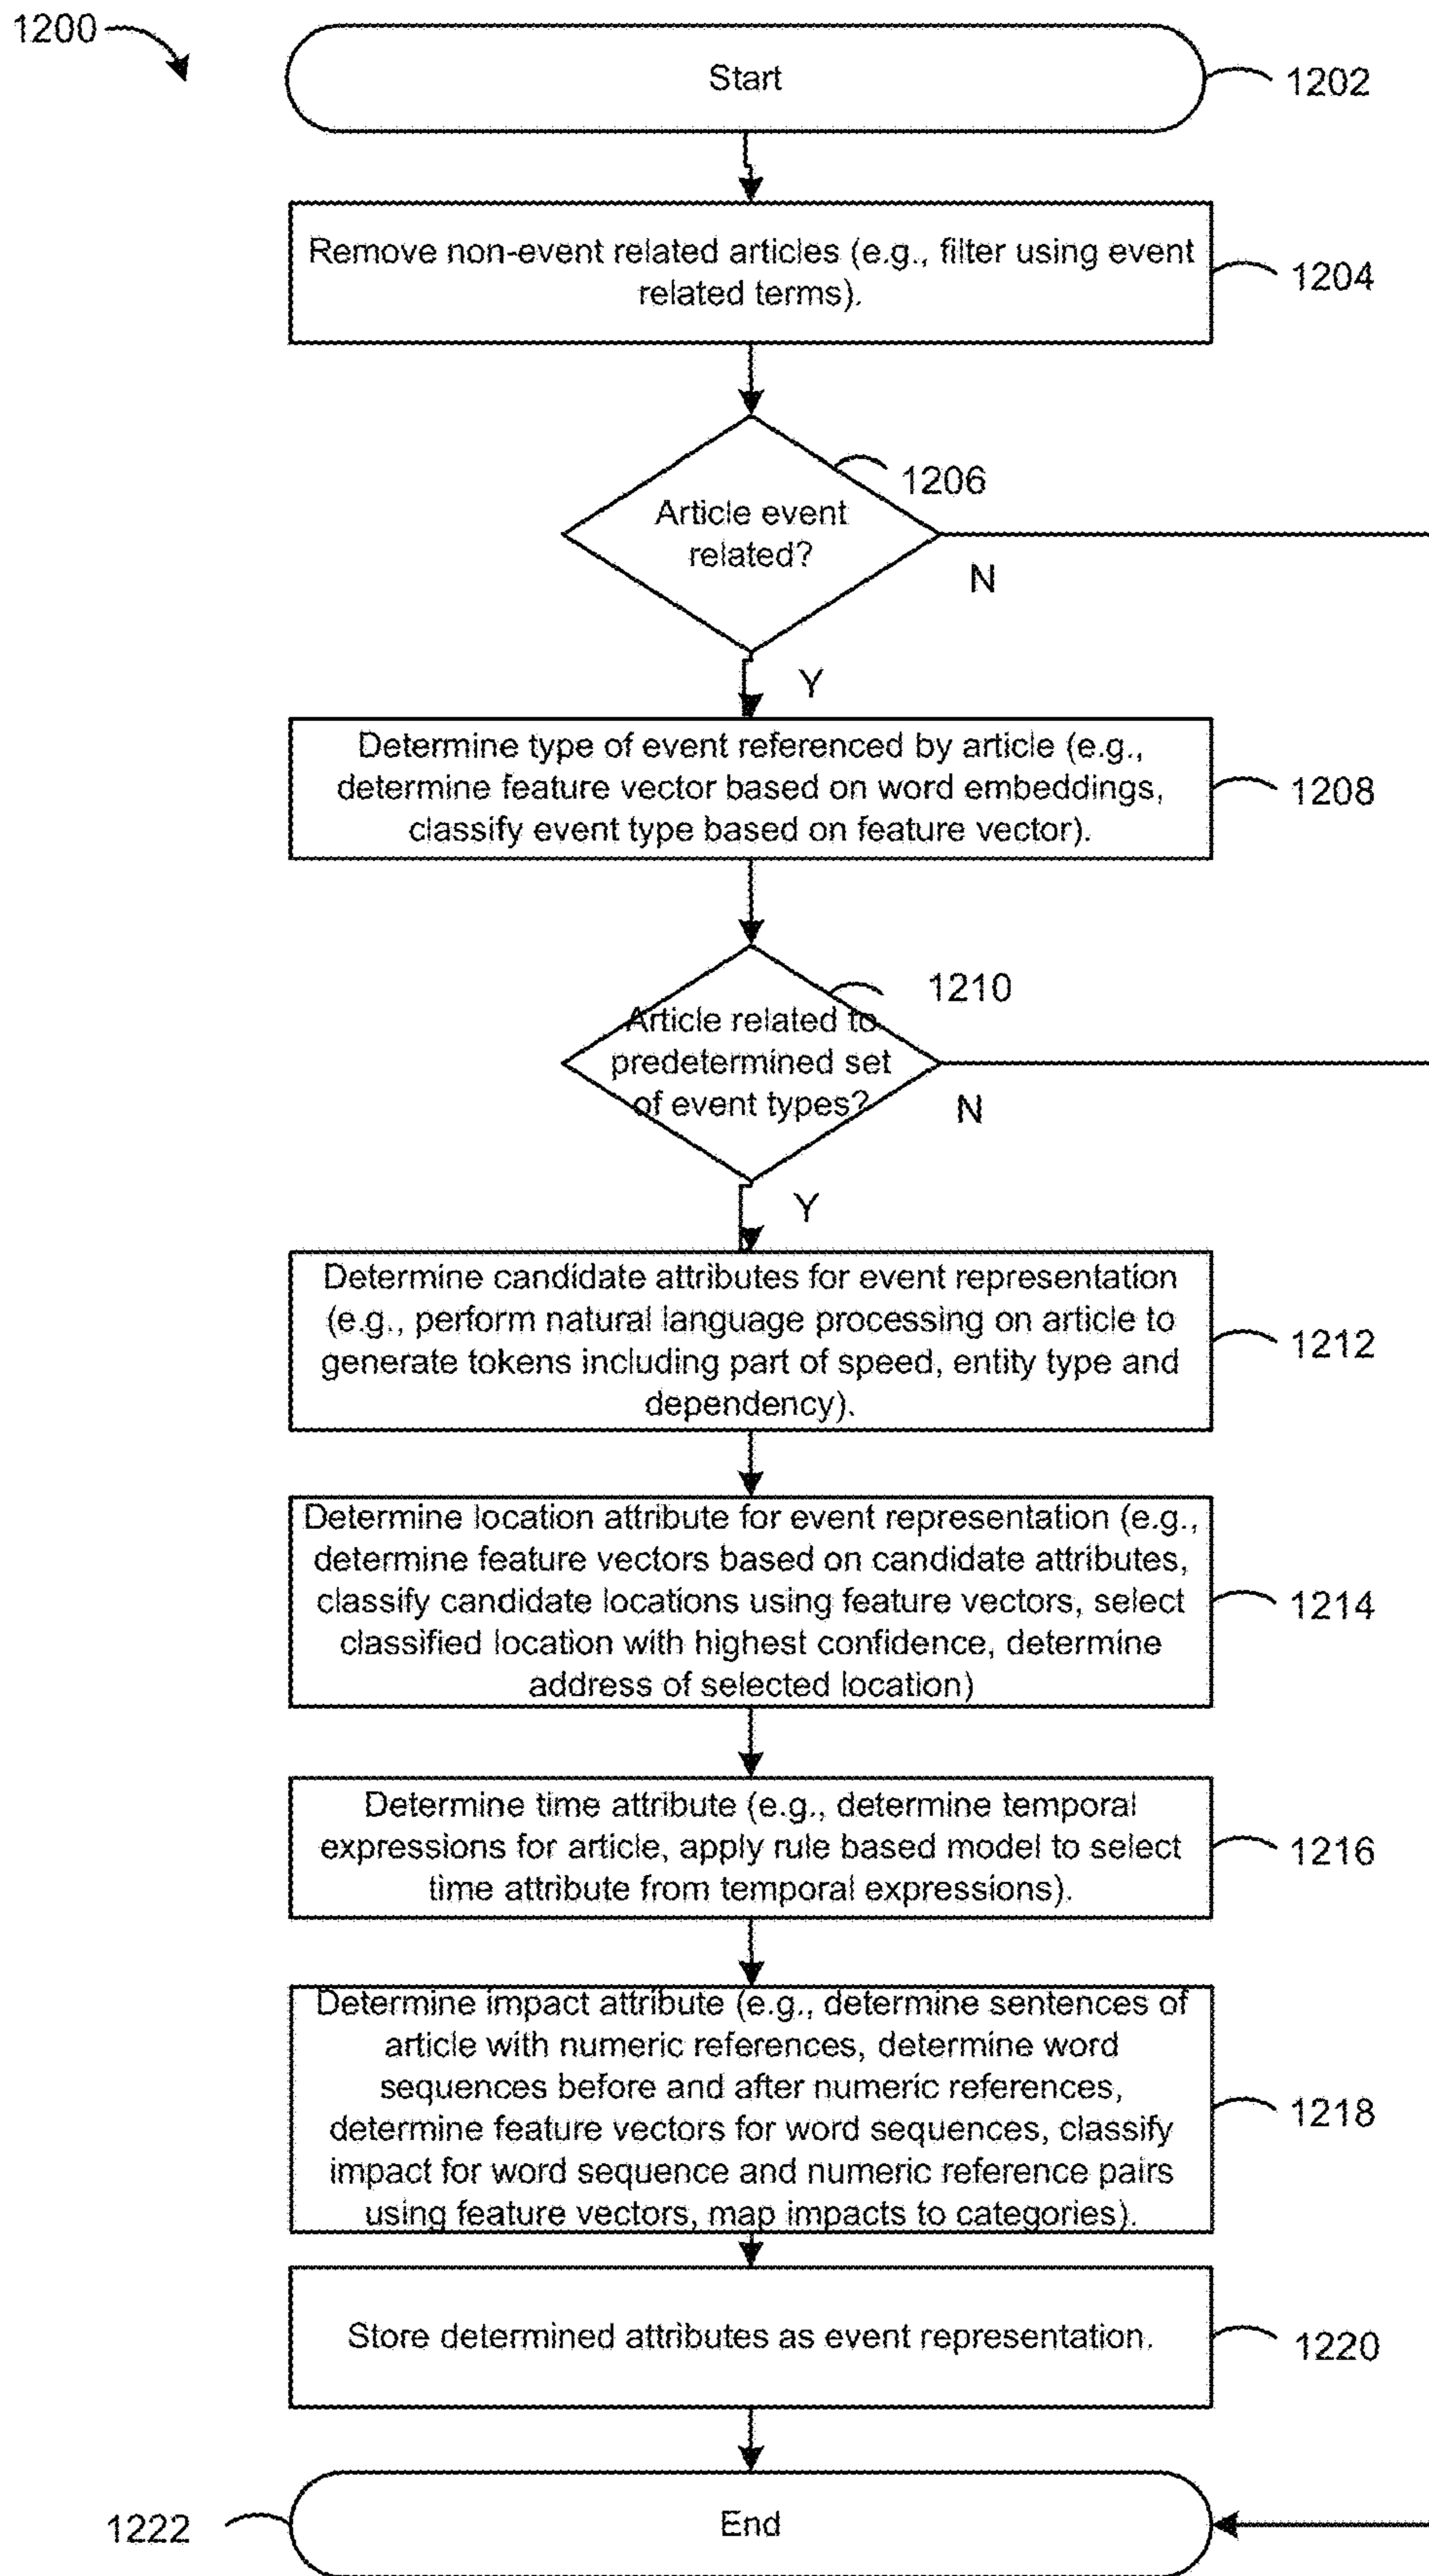 1200
Start
1202
Remove non-event related articles (e.g., filter using event
related terms).
1204
1206
Article event
related?
N
Y
Determine type of event referenced by article (e.g.,
determine feature vector based on word embeddings,
classify event type based on feature vector).
1208
1210
Article related to
predetermined set
of event types?
N
Y
Determine candidate attributes for event representation
(e.g., perform natural language processing on article to
generate tokens including part of speed, entity type and
dependency).
1212
Determine location attribute for event representation (e.g.,
determine feature vectors based on candidate attributes,
classify candidate locations using feature vectors, select
classified location with highest confidence, determine
address of selected location)
1214
Determine time attribute (e.g., determine temporal
expressions for article, apply rule based model to select
time attribute from temporal expressions).
1216
Determine impact attribute (e.g., determine sentences of
article with numeric references, determine word
sequences before and after numeric references,
determine feature vectors for word sequences, classify
impact for word sequence and numeric reference pairs
using feature vectors, map impacts to categories).
1218
Store determined attributes as event representation.
1220
End
1222